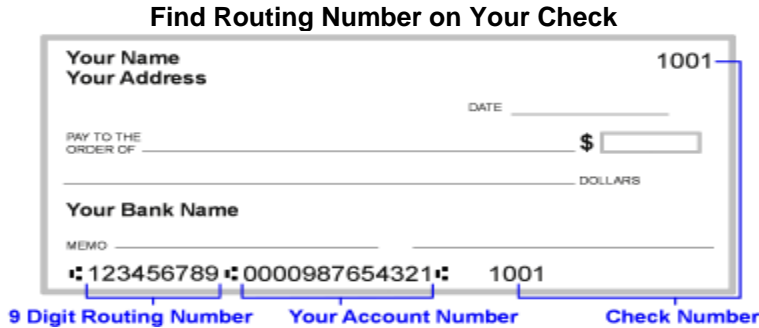 Find Routing Number on Your Check
Your Name 1001
Your Address
DATE
PAY TO THE
ORDER OF $
DOLLARS
Your Bank Name
MEMO
⑆123456789⑆0000987654321⑆ 1001
9 Digit Routing Number Your Account Number Check Number